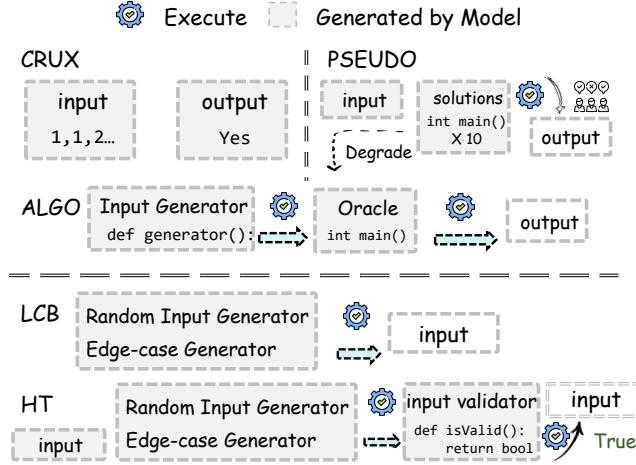 Execute
Generated by Model
CRUX
input
1,1,2…
output
Yes
PSEUDO
input
solutions
int main()
X 10
Degrade
output
ALGO
Input Generator
def generator():
Oracle
int main()
output
LCB
Random Input Generator
Edge-case Generator
input
HT
input
Random Input Generator
Edge-case Generator
input validator
def isValid():
return bool
input
True